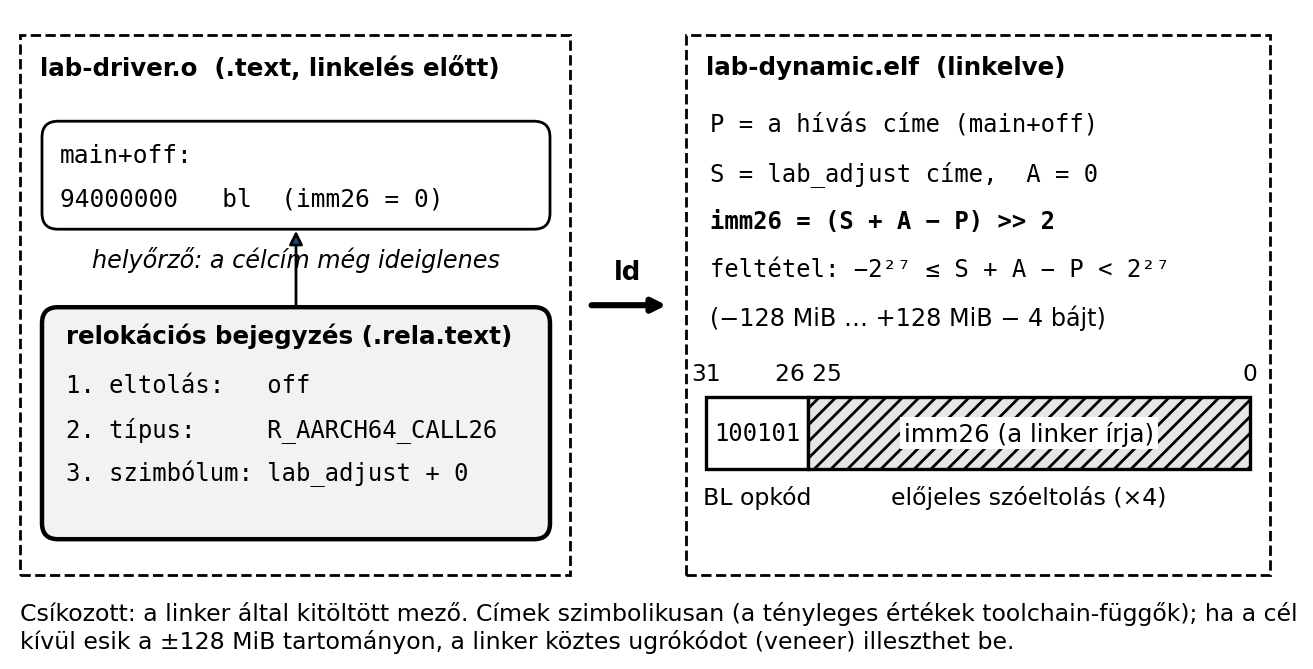 lab-driver.o (.text, linkelés előtt)
main+off:
94000000 bl (imm26 = 0)
helyőrző: a célcím még ideiglenes
relokációs bejegyzés (.rela.text)
1. eltolás: off
2. típus: R_AARCH64_CALL26
3. szimbólum: lab_adjust + 0
ld
lab-dynamic.elf (linkelve)
P = a hívás címe (main+off)
S = lab_adjust címe, A = 0
imm26 = (S + A − P) >> 2
feltétel: −2²⁷ ≤ S + A − P < 2²⁷
(−128 MiB … +128 MiB − 4 bájt)
31 26 25 0
100101 imm26 (a linker írja)
BL opkód előjeles szóeltolás (×4)
Csíkozott: a linker által kitöltött mező. Címek szimbolikusan (a tényleges értékek toolchain-függők); ha a cél
kívül esik a ±128 MiB tartományon, a linker köztes ugrókódot (veneer) illeszthet be.